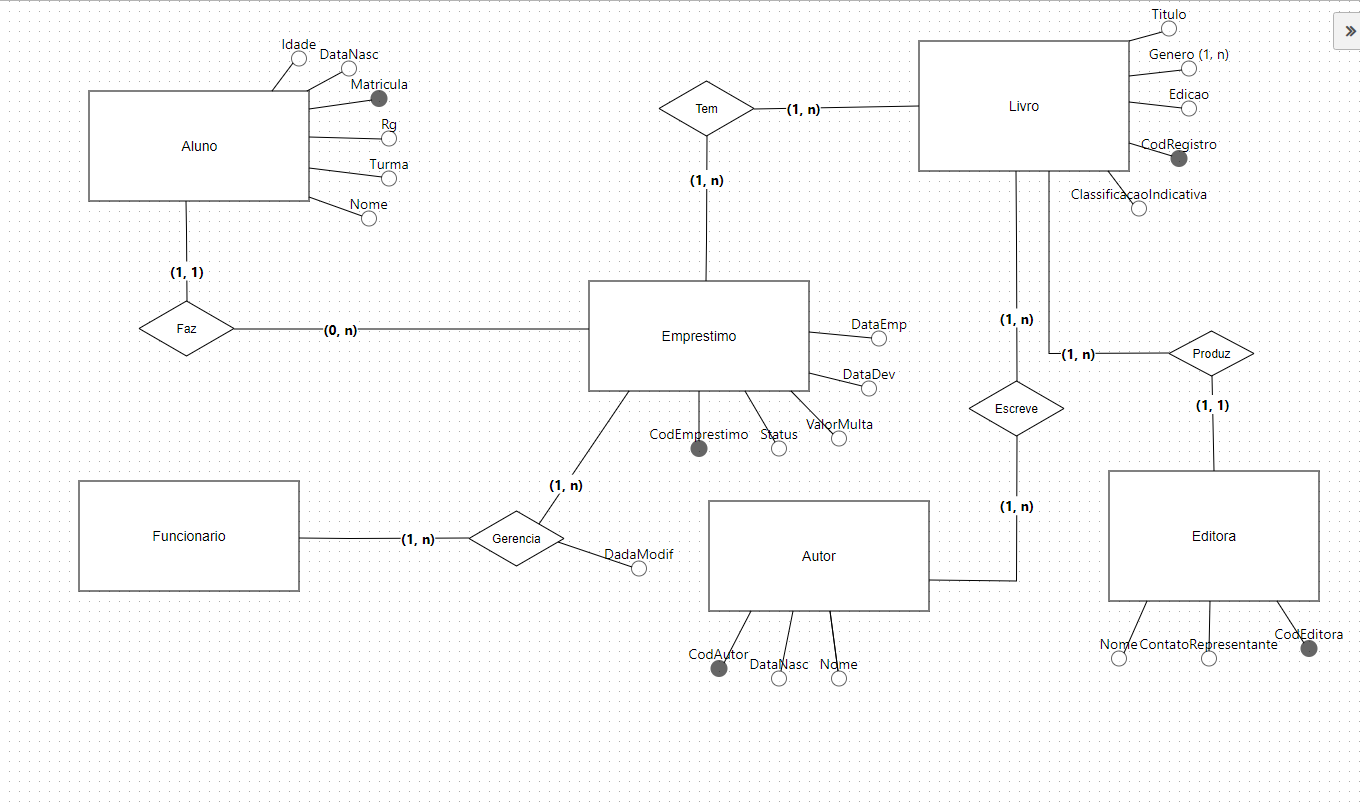 Titulo
Idade
DataNasc
Genero (1, n)
Matricula
Edicao
Tem
(1, n)
Livro
Rg
Aluno
CodRegistro
Turma
(1, n)
ClassificacaoIndicativa
Nome
(1, 1)
(1, n)
DataEmp
Faz
(0, n)
Emprestimo
(1, n)
Produz
DataDev
(1, 1)
Escreve
ValorMulta
CodEmprestimo
Status
(1, n)
(1, n)
Funcionario
(1, n)
Gerencia
Editora
DadaModif
Autor
CodEditora
Nome
ContatoRepresentante
CodAutor
DataNasc
Nome